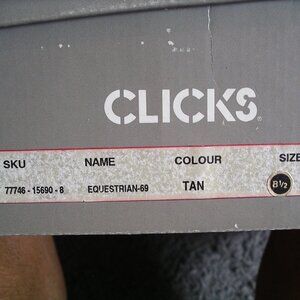 CLICKS
SKU NAME COLOUR SIZE
77746 - 15690 - 8 EQUESTRIAN-69 TAN 8½